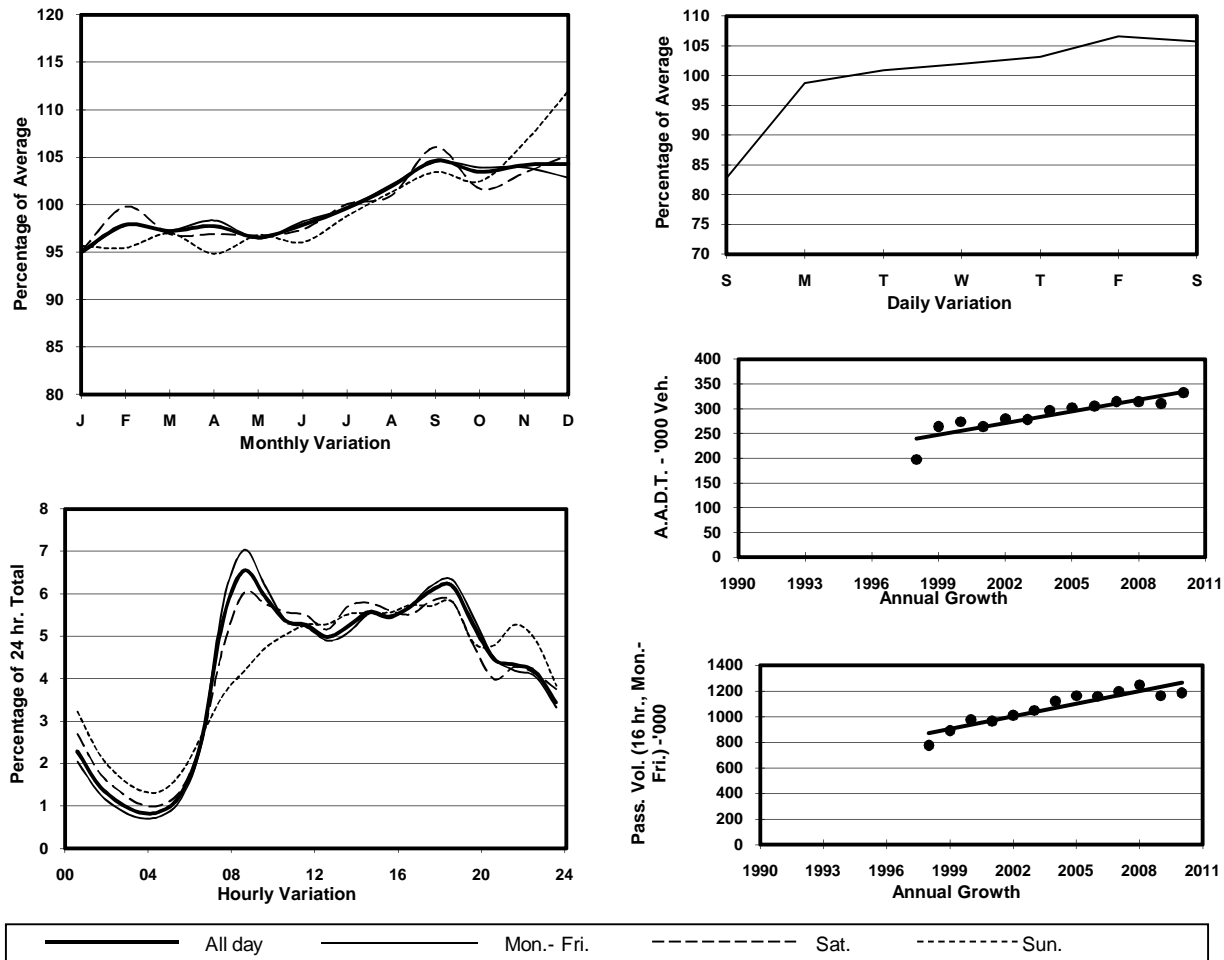 120
115
110
105
100
95
90
85
80
Percentage of Average
J F M A M J J A S O N D
Monthly Variation
110
105
100
95
90
85
80
75
70
Percentage of Average
S M T W T F S
Daily Variation
400
350
300
250
200
150
100
50
0
A.A.D.T. - '000 Veh.
1990 1993 1996 1999 2002 2005 2008 2011
Annual Growth
8
7
6
5
4
3
2
1
0
Percentage of 24 hr. Total
00 04 08 12 16 20 24
Hourly Variation
1400
1200
1000
800
600
400
200
0
Pass. Vol. (16 hr., Mon.-
Fri.) -'000
1990 1993 1996 1999 2002 2005 2008 2011
Annual Growth
All day Mon.- Fri. Sat. Sun.